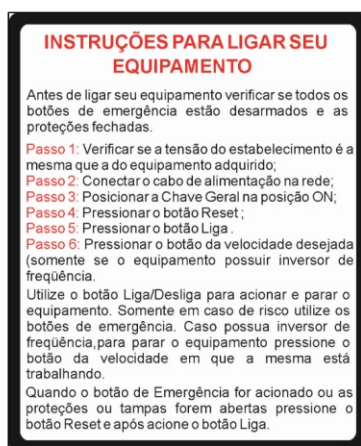 INSTRUÇÕES PARA LIGAR SEU
EQUIPAMENTO
Antes de ligar seu equipamento verificar se todos os
botões de emergência estão desarmados e as
proteções fechadas.
Passo 1: Verificar se a tensão do estabelecimento é a
mesma que a do equipamento adquirido;
Passo 2: Conectar o cabo de alimentação na rede;
Passo 3: Posicionar a Chave Geral na posição ON;
Passo 4: Pressionar o botão Reset ;
Passo 5: Pressionar o botão Liga .
Passo 6: Pressionar o botão da velocidade desejada
(somente se o equipamento possuir inversor de
freqüência.
Utilize o botão Liga/Desliga para acionar e parar o
equipamento. Somente em caso de risco utilize os
botões de emergência. Caso possua inversor de
freqüência,para parar o equipamento pressione o
botão da velocidade em que a mesma está
trabalhando.
Quando o botão de Emergência for acionado ou as
proteções ou tampas forem abertas pressione o
botão Reset e após acione o botão Liga.